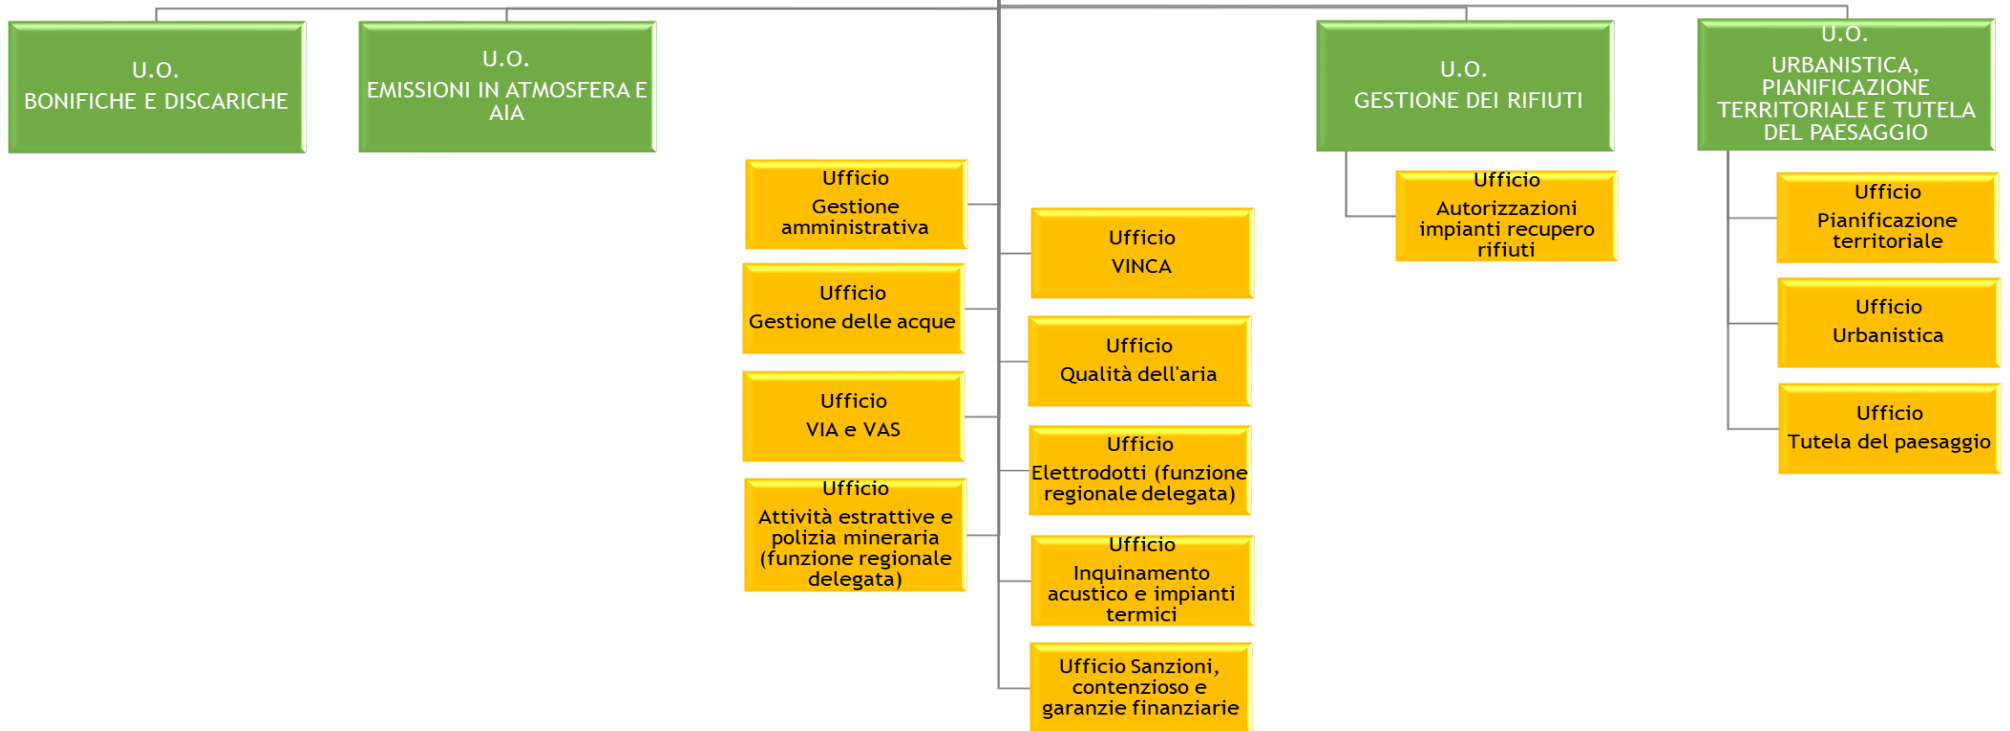 U.O.
BONIFICHE E DISCARICHE
U.O.
EMISSIONI IN ATMOSFERA E
AIA
U.O.
GESTIONE DEI RIFIUTI
U.O.
URBANISTICA,
PIANIFICAZIONE
TERRITORIALE E TUTELA
DEL PAESAGGIO
Ufficio
Gestione
amministrativa
Ufficio
Gestione delle acque
Ufficio
VIA e VAS
Ufficio
Attività estrattive e
polizia mineraria
(funzione regionale
delegata)
Ufficio
VINCA
Ufficio
Qualità dell'aria
Ufficio
Elettrodotti (funzione
regionale delegata)
Ufficio
Inquinamento
acustico e impianti
termici
Ufficio Sanzioni,
contenzioso e
garanzie finanziarie
Ufficio
Autorizzazioni
impianti recupero
rifiuti
Ufficio
Pianificazione
territoriale
Ufficio
Urbanistica
Ufficio
Tutela del paesaggio